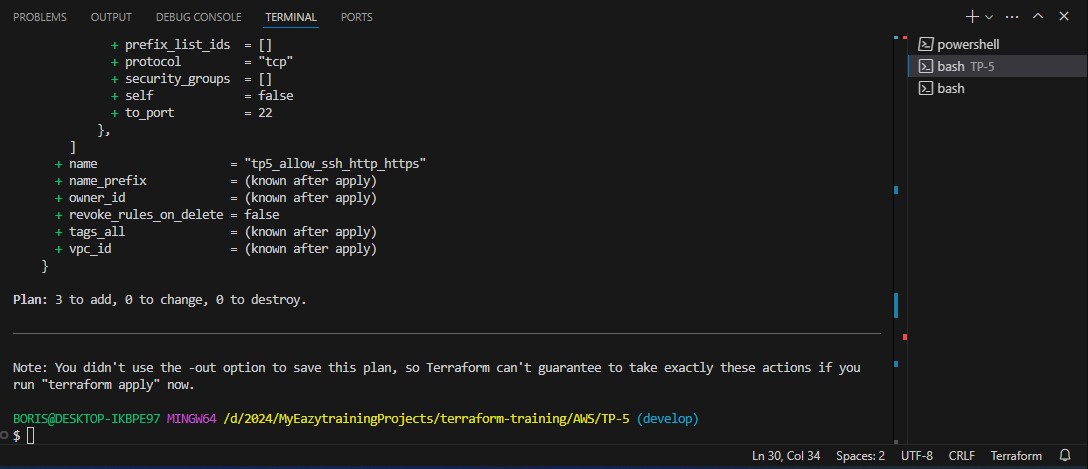 PROBLEMS OUTPUT DEBUG CONSOLE TERMINAL PORTS
+ prefix_list_ids = []
+ protocol = "tcp"
+ security_groups = []
+ self = false
+ to_port = 22
},
]
+ name = "tp5_allow_ssh_http_https"
+ name_prefix = (known after apply)
+ owner_id = (known after apply)
+ revoke_rules_on_delete = false
+ tags_all = (known after apply)
+ vpc_id = (known after apply)
}
Plan: 3 to add, 0 to change, 0 to destroy.
Note: You didn't use the -out option to save this plan, so Terraform can't guarantee to take exactly these actions if you
run "terraform apply" now.
BORIS@DESKTOP-IKBPE97 MINGW64 /d/2024/MyEazytrainingProjects/terraform-training/AWS/TP-5 (develop)
$
powershell
bash TP-5
bash
Ln 30, Col 34 Spaces: 2 UTF-8 CRLF Terraform